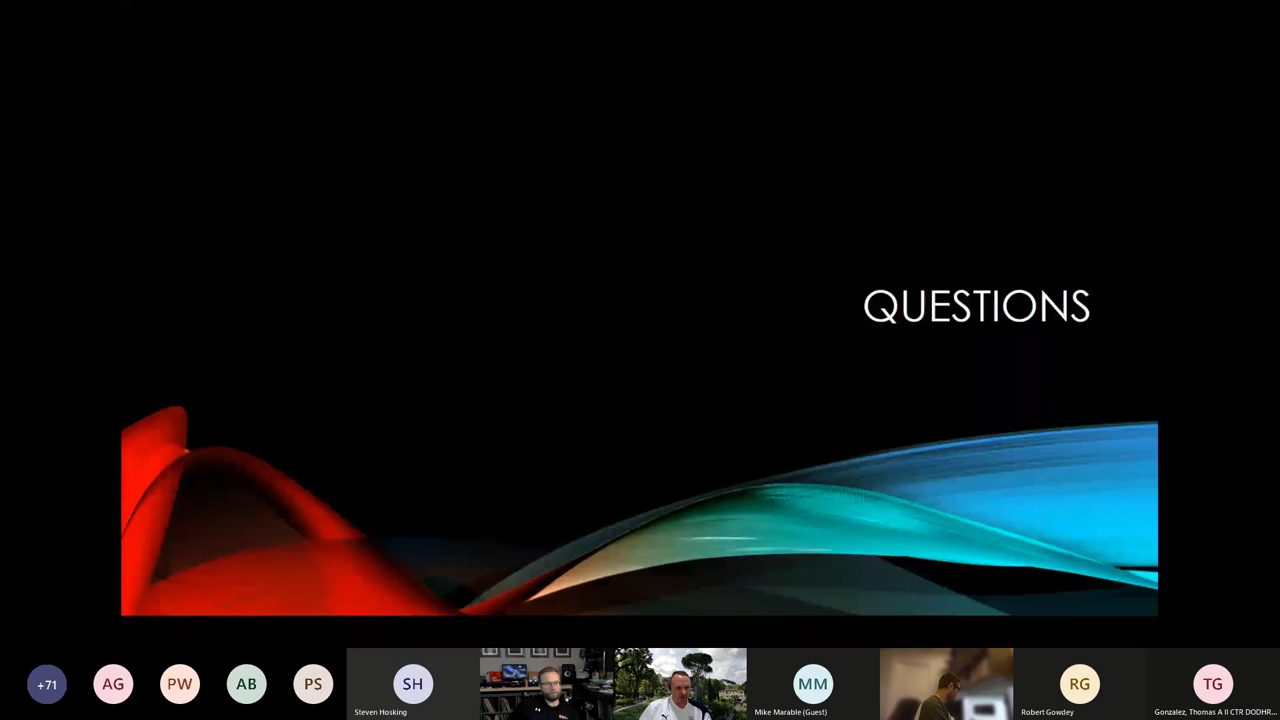 QUESTIONS
+71
AG
PW
AB
PS
SH
MM
RG
TG
Steven Hosking
Mike Marable (Guest)
Robert Gowdey
Gonzalez, Thomas A II CTR DODHR...